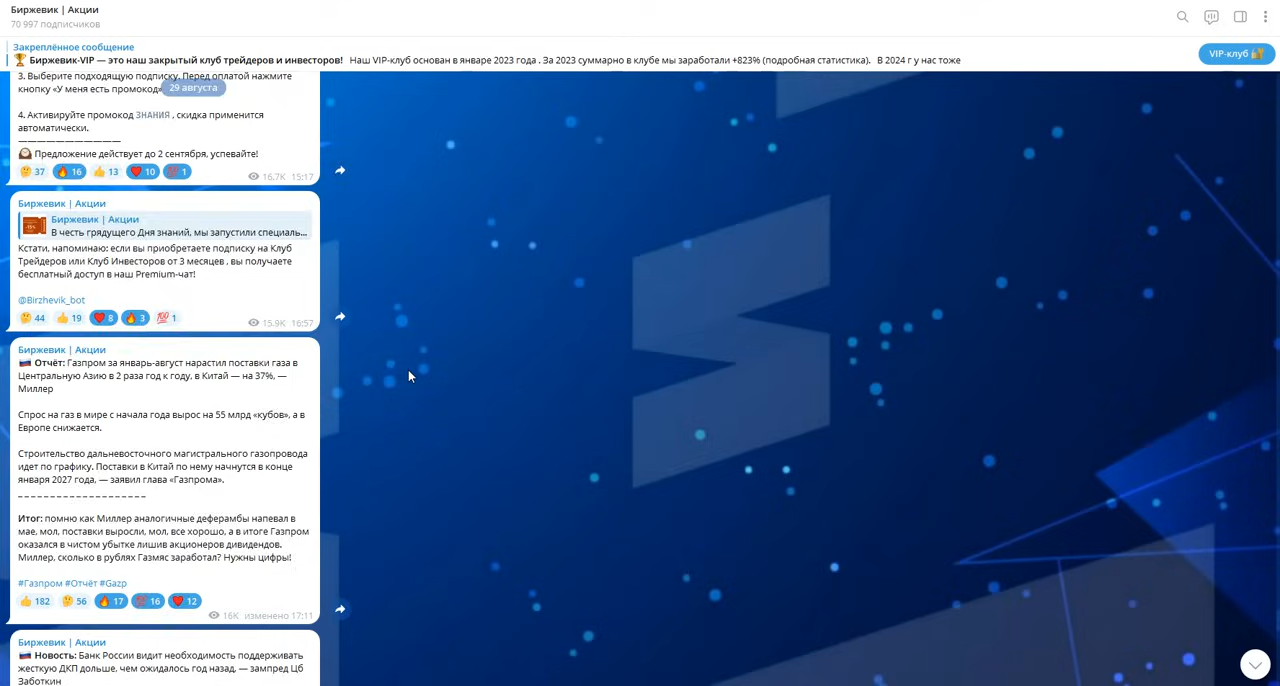 Биржевик | Акции
70 997 подписчиков
Закреплённое сообщение
🏆 Биржевик-VIP — это наш закрытый клуб трейдеров и инвесторов! Наш VIP-клуб основан в январе 2023 года . За 2023 суммарно в клубе мы заработали +823% (подробная статистика). В 2024 г у нас тоже
VIP-клуб
3. Выберите подходящую подписку. Перед оплатой нажмите
кнопку «У меня есть промокод»
29 августа
4. Активируйте промокод ЗНАНИЯ , скидка применится
автоматически.
————————————
🕰 Предложение действует до 2 сентября, успевайте!
🤔 37 🔥 16 👍 13 ❤️ 10 💯 1
16.7K 15:17
Биржевик | Акции
Биржевик | Акции
В честь грядущего Дня знаний, мы запустили специаль...
Кстати, напоминаю: если вы приобретаете подписку на Клуб
Трейдеров или Клуб Инвесторов от 3 месяцев , вы получаете
бесплатный доступ в наш Premium-чат!
@Birzhevik_bot
🤔 44 👍 19 ❤️ 8 🔥 3 💯 1
15.9K 16:57
Биржевик | Акции
🇷🇺 Отчёт: Газпром за январь-август нарастил поставки газа в
Центральную Азию в 2 раза год к году, в Китай — на 37%, —
Миллер
Спрос на газ в мире с начала года вырос на 55 млрд «кубов», а в
Европе снижается.
Строительство дальневосточного магистрального газопровода
идет по графику. Поставки в Китай по нему начнутся в конце
января 2027 года, — заявил глава «Газпрома».
_ _ _ _ _ _ _ _ _ _ _ _ _ _ _ _ _ _ _ _
Итог: помню как Миллер аналогичные деферамбы напевал в
мае, мол, поставки выросли, мол, все хорошо, а в итоге Газпром
оказался в чистом убытке лишив акционеров дивидендов.
Миллер, сколько в рублях Газмяс заработал? Нужны цифры!
#Газпром #Отчёт #Gazp
👍 182 🤔 56 🔥 17 💯 16 ❤️ 12
16K изменено 17:11
Биржевик | Акции
🇷🇺 Новость: Банк России видит необходимость поддерживать
жесткую ДКП дольше, чем ожидалось год назад, — зампред Цб
Заботкин